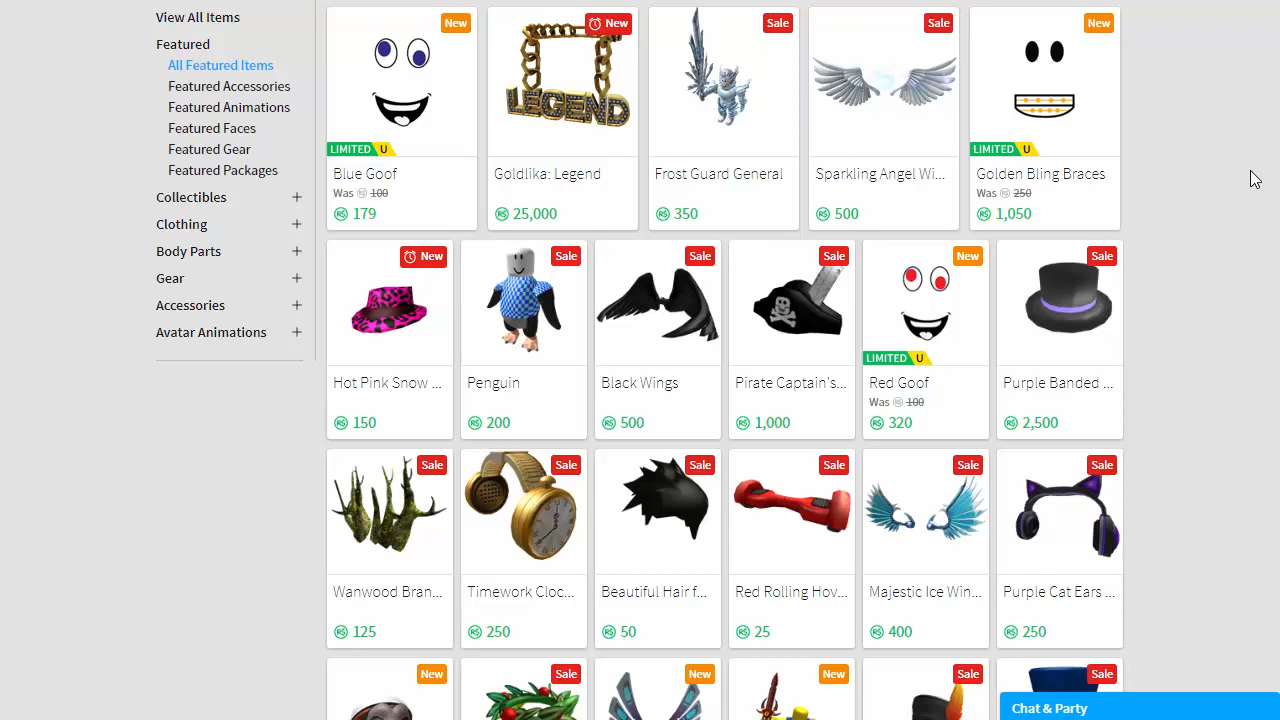 View All Items
Featured
All Featured Items
Featured Accessories
Featured Animations
Featured Faces
Featured Gear
Featured Packages
Collectibles +
Clothing +
Body Parts +
Gear +
Accessories +
Avatar Animations +
New
LIMITED U
Blue Goof
Was R$ 100
R$ 179
New
LEGEND
Goldlika: Legend
R$ 25,000
Sale
Frost Guard General
R$ 350
Sale
Sparkling Angel Wi...
R$ 500
New
LIMITED U
Golden Bling Braces
Was R$ 250
R$ 1,050
New
Hot Pink Snow ...
R$ 150
Sale
Penguin
R$ 200
Sale
Black Wings
R$ 500
Sale
Pirate Captain's...
R$ 1,000
New
LIMITED U
Red Goof
Was R$ 100
R$ 320
Sale
Purple Banded ...
R$ 2,500
Sale
Wanwood Bran...
R$ 125
Sale
Timework Cloc...
R$ 250
Sale
Beautiful Hair f...
R$ 50
Sale
Red Rolling Hov...
R$ 25
Sale
Majestic Ice Win...
R$ 400
Sale
Purple Cat Ears ...
R$ 250
New
Sale
New
New
Sale
Sale
Chat & Party